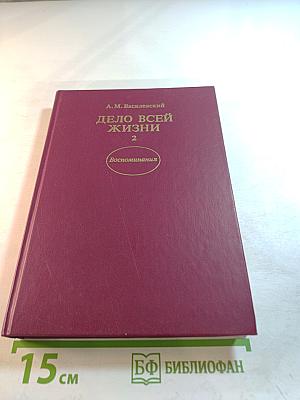 А. М. Василевский
ДЕЛО ВСЕЙ
ЖИЗНИ
2
Воспоминания
15 см
БФ БИБЛИОФАН